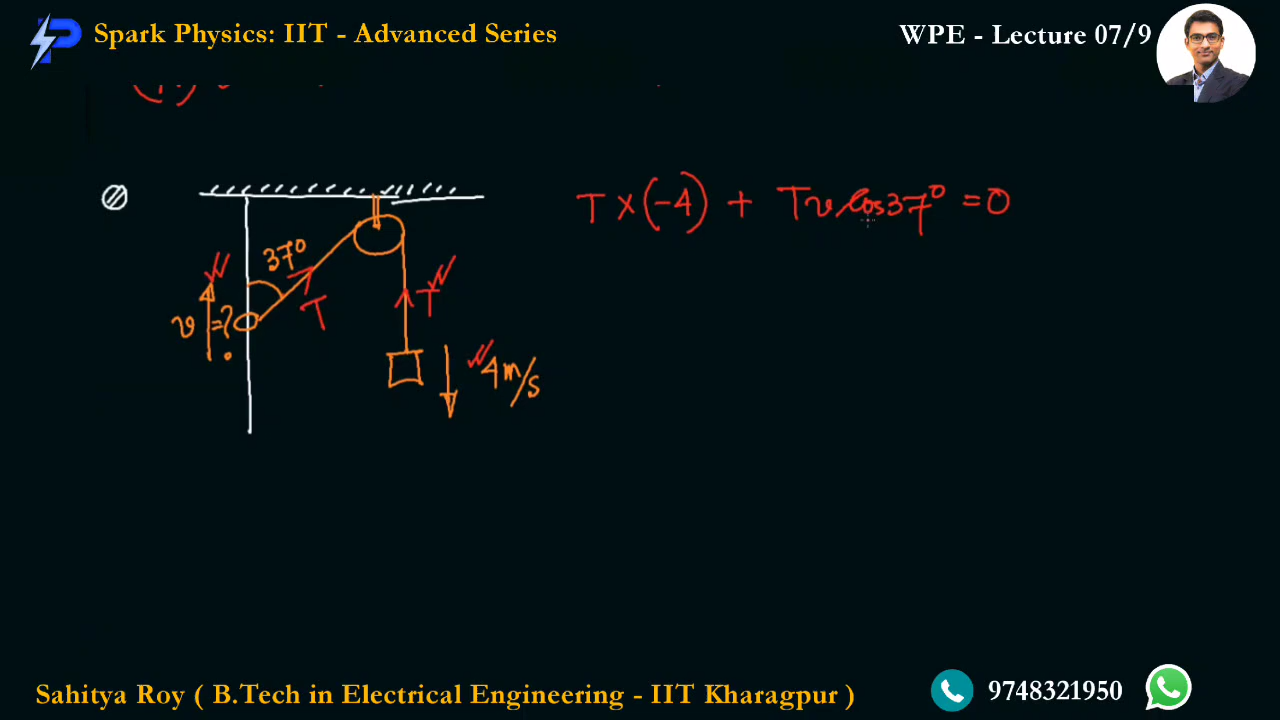 Spark Physics: IIT - Advanced Series
WPE - Lecture 07/9
T × (-4) + Tv cos37° = 0
37°
v = ?
T
T
4m/s
Sahitya Roy ( B.Tech in Electrical Engineering - IIT Kharagpur )
9748321950